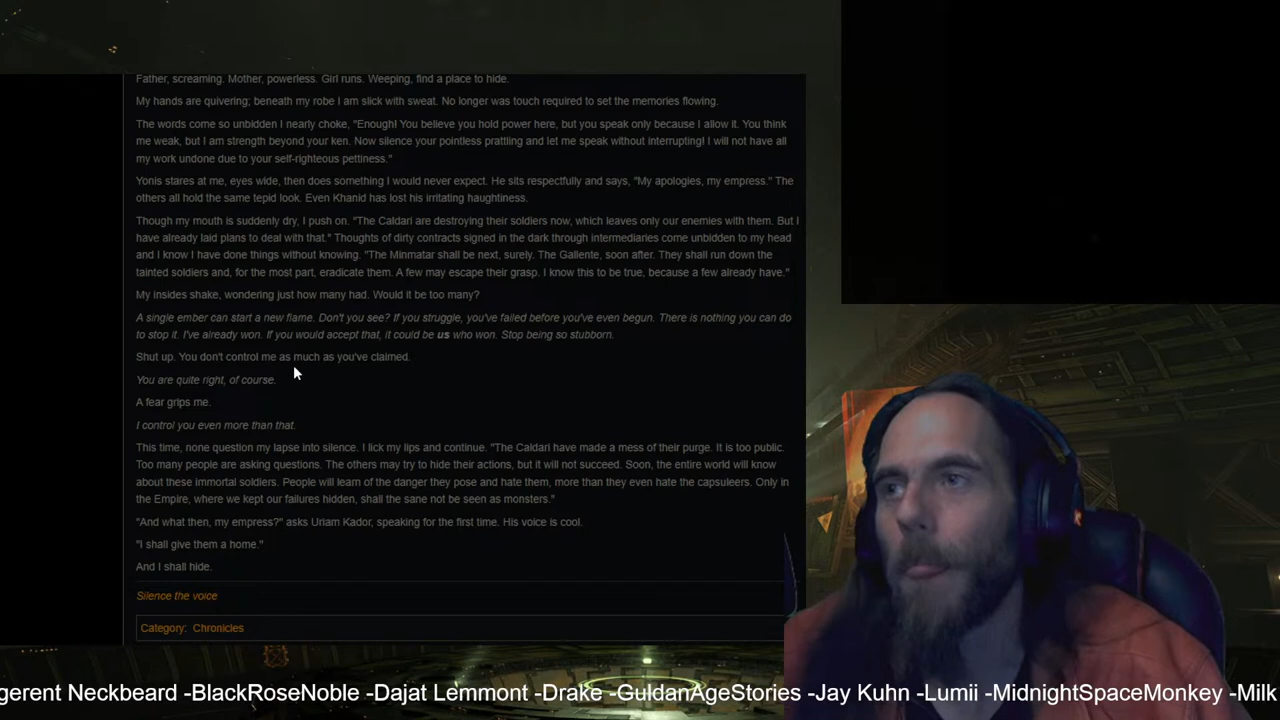 Father, screaming. Mother, powerless. Girl runs. Weeping, find a place to hide.
My hands are quivering; beneath my robe I am slick with sweat. No longer was touch required to set the memories flowing.
The words come so unbidden I nearly choke, "Enough! You believe you hold power here, but you speak only because I allow it. You think
me weak, but I am strength beyond your ken. Now silence your pointless prattling and let me speak without interrupting! I will not have all
my work undone due to your self-righteous pettiness."
Yonis stares at me, eyes wide, then does something I would never expect. He sits respectfully and says, "My apologies, my empress." The
others all hold the same tepid look. Even Khanid has lost his irritating haughtiness.
Though my mouth is suddenly dry, I push on. "The Caldari are destroying their soldiers now, which leaves only our enemies with them. But I
have already laid plans to deal with that." Thoughts of dirty contracts signed in the dark through intermediaries come unbidden to my head
and I know I have done things without knowing. "The Minmatar shall be next, surely. The Gallente, soon after. They shall run down the
tainted soldiers and, for the most part, eradicate them. A few may escape their grasp. I know this to be true, because a few already have."
My insides shake, wondering just how many had. Would it be too many?
A single ember can start a new flame. Don't you see? If you struggle, you've failed before you've even begun. There is nothing you can do
to stop it. I've already won. If you would accept that, it could be us who won. Stop being so stubborn.
Shut up. You don't control me as much as you've claimed.
You are quite right, of course.
A fear grips me.
I control you even more than that.
This time, none question my lapse into silence. I lick my lips and continue. "The Caldari have made a mess of their purge. It is too public.
Too many people are asking questions. The others may try to hide their actions, but it will not succeed. Soon, the entire world will know
about these immortal soldiers. People will learn of the danger they pose and hate them, more than they even hate the capsuleers. Only in
the Empire, where we kept our failures hidden, shall the sane not be seen as monsters."
"And what then, my empress?" asks Uriam Kador, speaking for the first time. His voice is cool.
"I shall give them a home."
And I shall hide.
Silence the voice
Category: Chronicles
gerent Neckbeard -BlackRoseNoble -Dajat Lemmont -Drake -GuldanAgeStories -Jay Kuhn -Lumii -MidnightSpaceMonkey -Milk